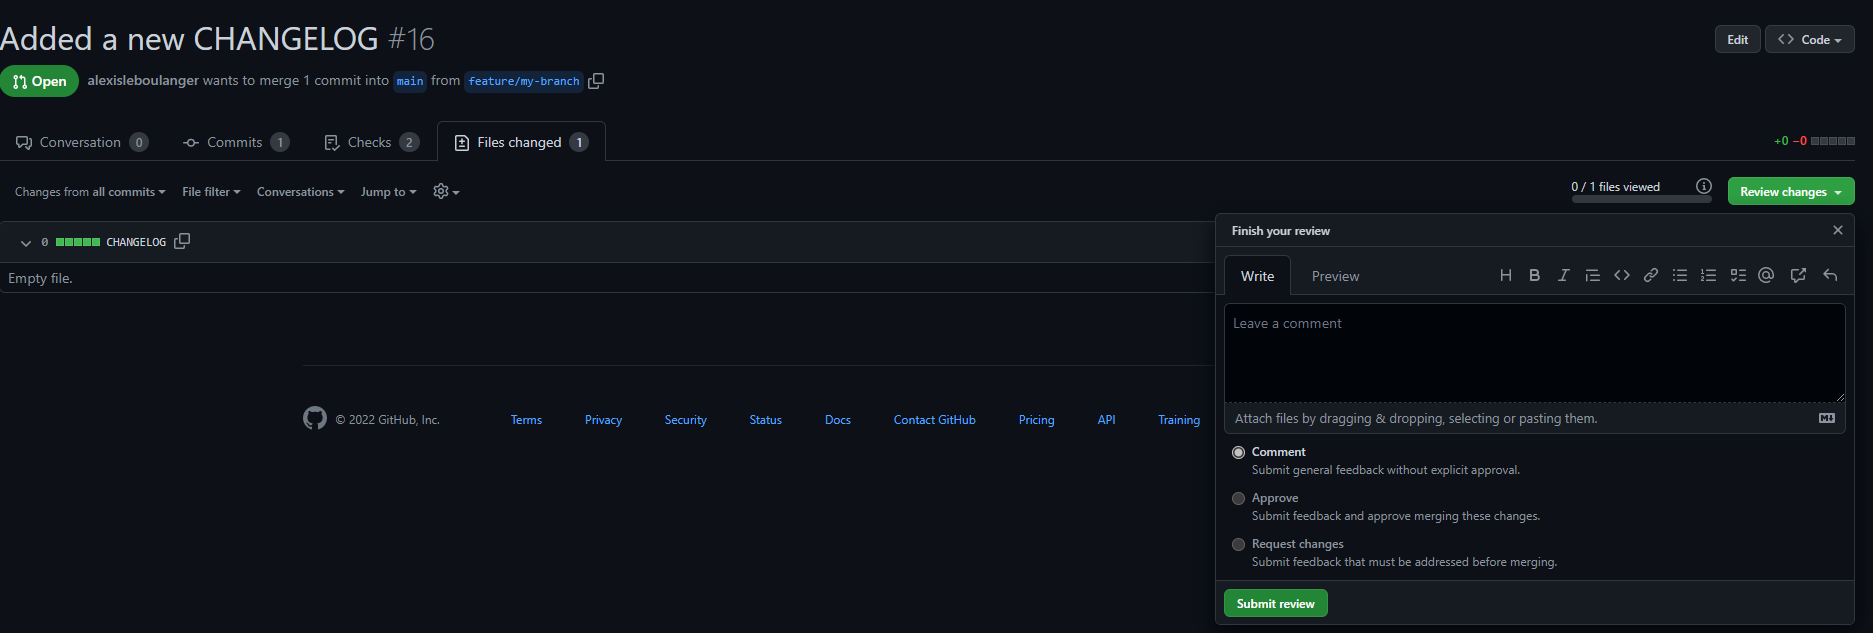 Added a new CHANGELOG #16
Edit
Code
Open
alexisleboulanger wants to merge 1 commit into main from feature/my-branch
Conversation 0
Commits 1
Checks 2
Files changed 1
+0 −0
Changes from all commits
File filter
Conversations
Jump to
0 / 1 files viewed
Review changes
0 CHANGELOG
Empty file.
Finish your review
Write
Preview
Leave a comment
Attach files by dragging & dropping, selecting or pasting them.
Comment
Submit general feedback without explicit approval.
Approve
Submit feedback and approve merging these changes.
Request changes
Submit feedback that must be addressed before merging.
Submit review
© 2022 GitHub, Inc.
Terms
Privacy
Security
Status
Docs
Contact GitHub
Pricing
API
Training